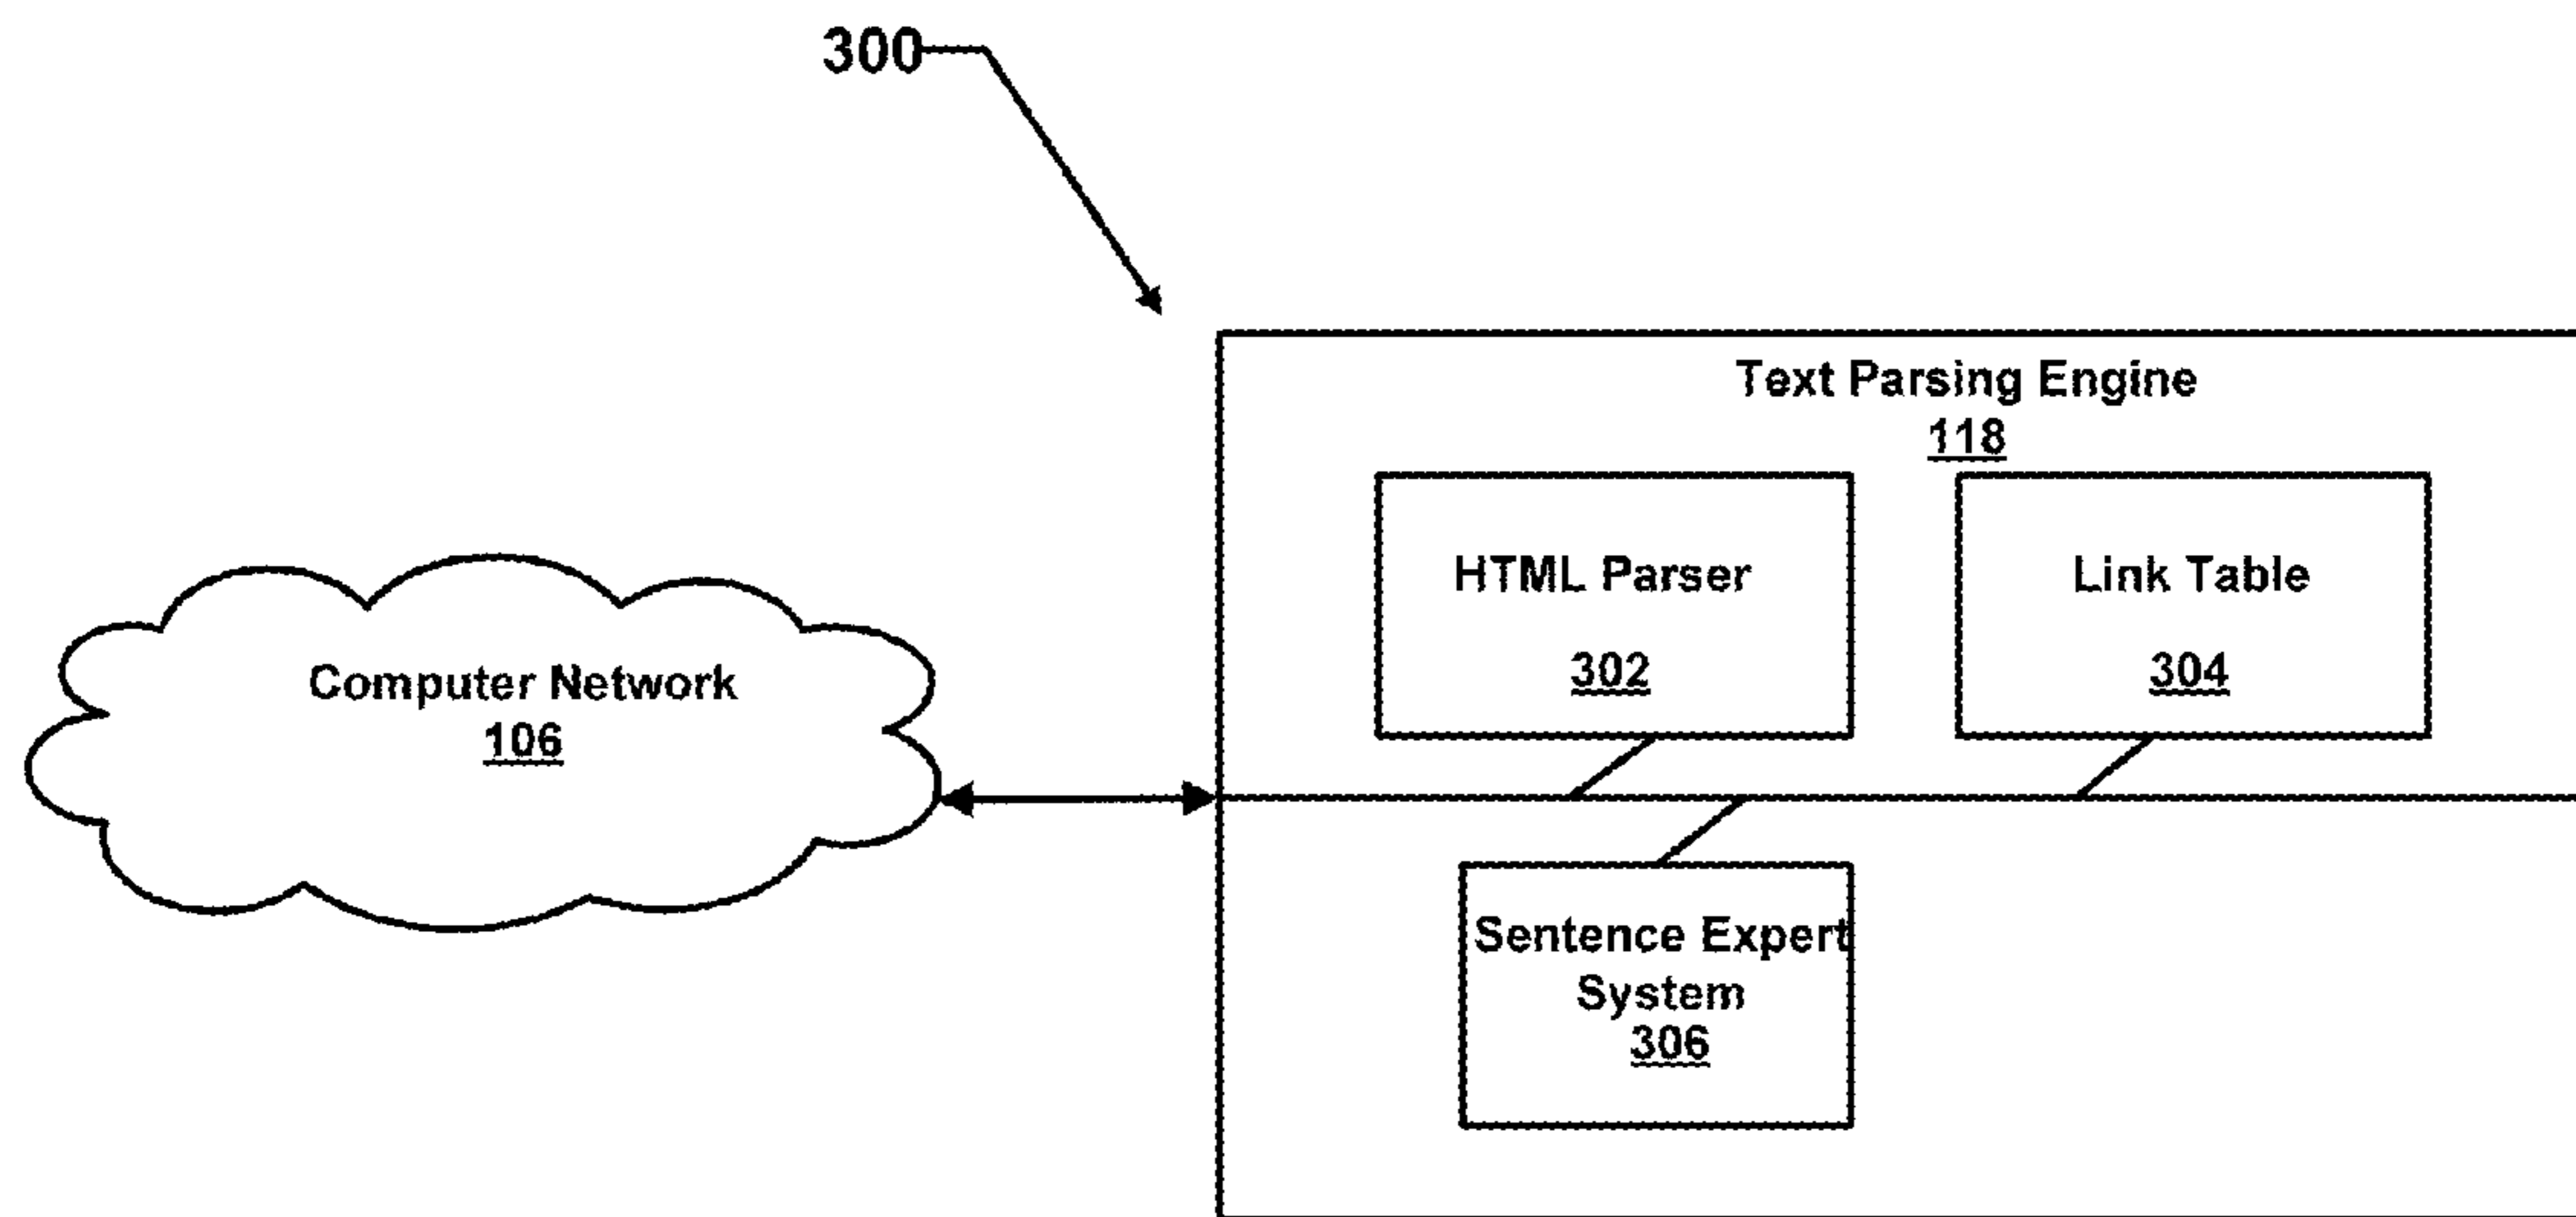 300
Text Parsing Engine
118
HTML Parser
302
Link Table
304
Computer Network
106
Sentence Expert
System
306